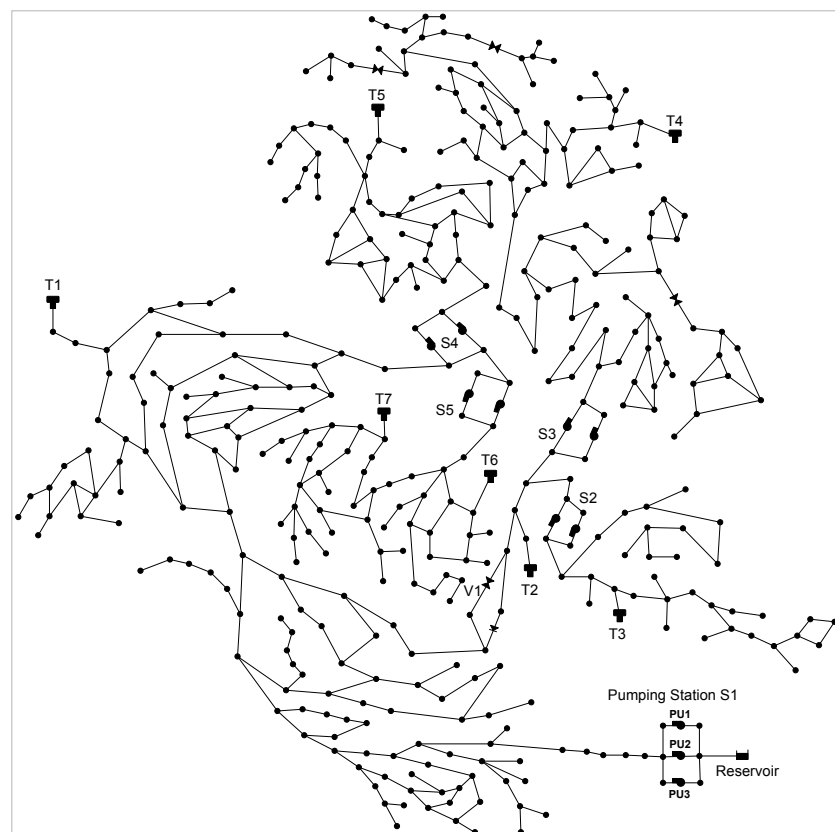 T5
T4
T1
S4
T7
S5
S3
T6
S2
V1
T2
T3
Pumping Station S1
PU1
PU2
Reservoir
PU3